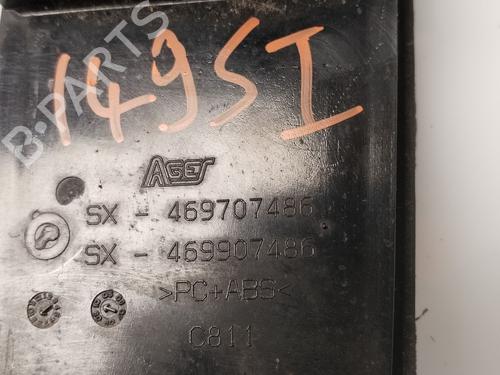 149SI
B-PARTS
AGES
SX - 469707486
SX - 469907486
>PC+ABS<
C811